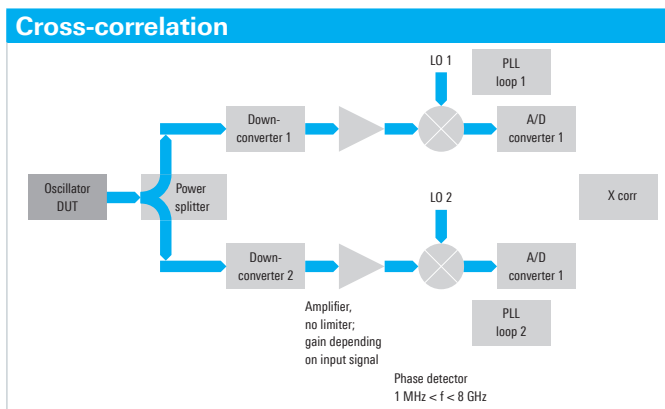 Cross-correlation
LO 1
PLL
loop 1
Down-
converter 1
A/D
converter 1
Oscillator
DUT
Power
splitter
X corr
LO 2
Down-
converter 2
A/D
converter 1
Amplifier,
no limiter;
gain depending
on input signal
PLL
loop 2
Phase detector
1 MHz < f < 8 GHz